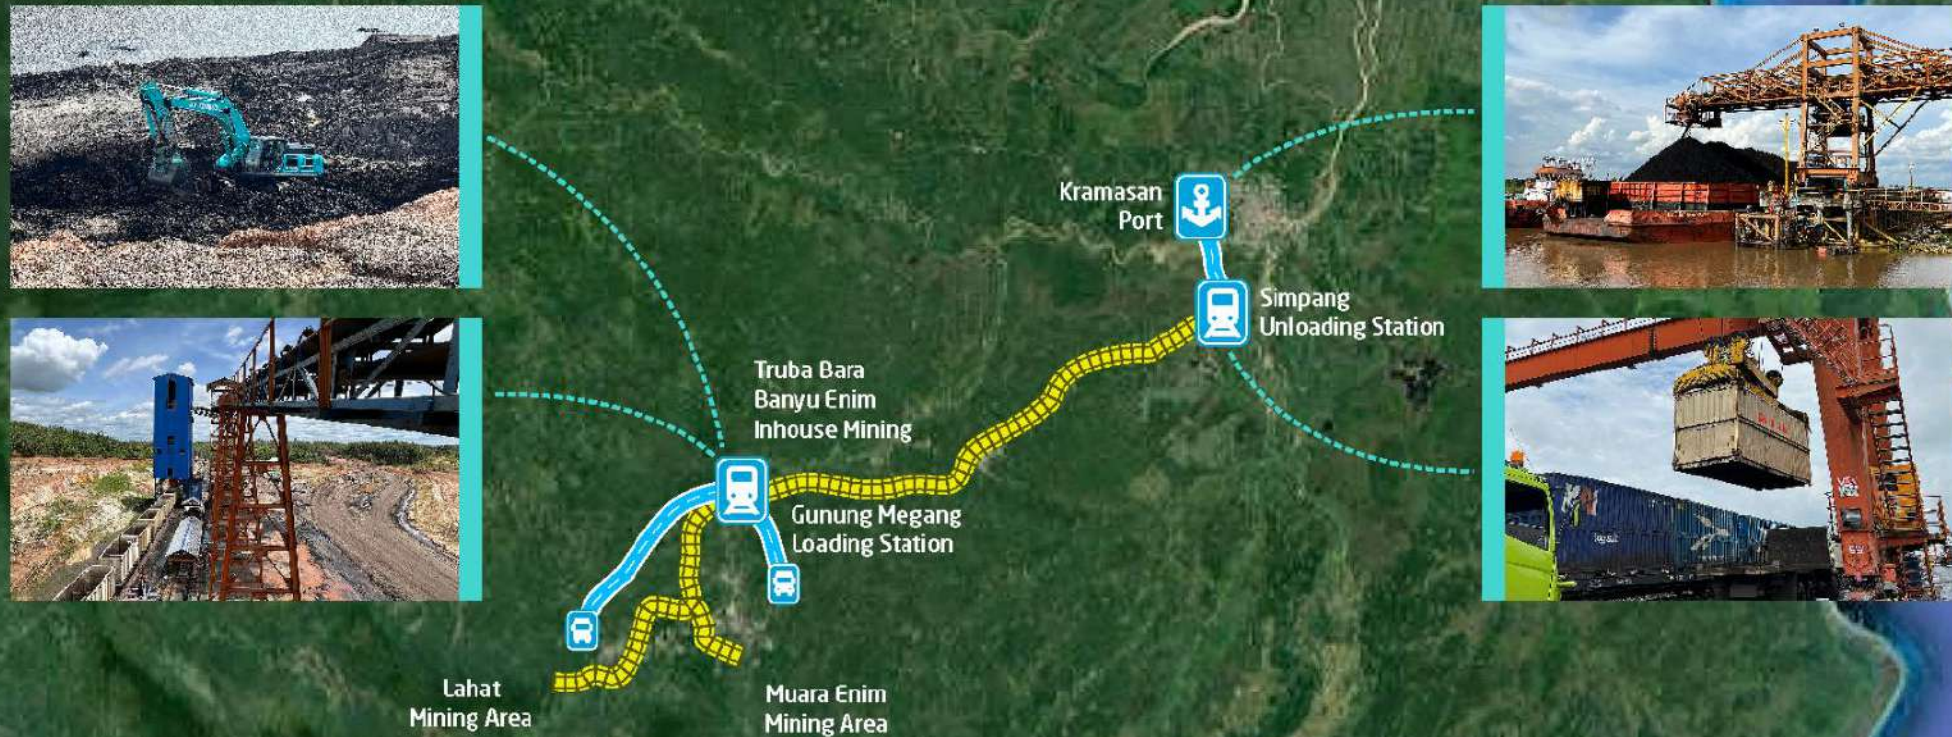 Kramasan
Port
Simpang
Unloading Station
Truba Bara
Banyu Enim
Inhouse Mining
Gunung Megang
Loading Station
Lahat
Mining Area
Muara Enim
Mining Area